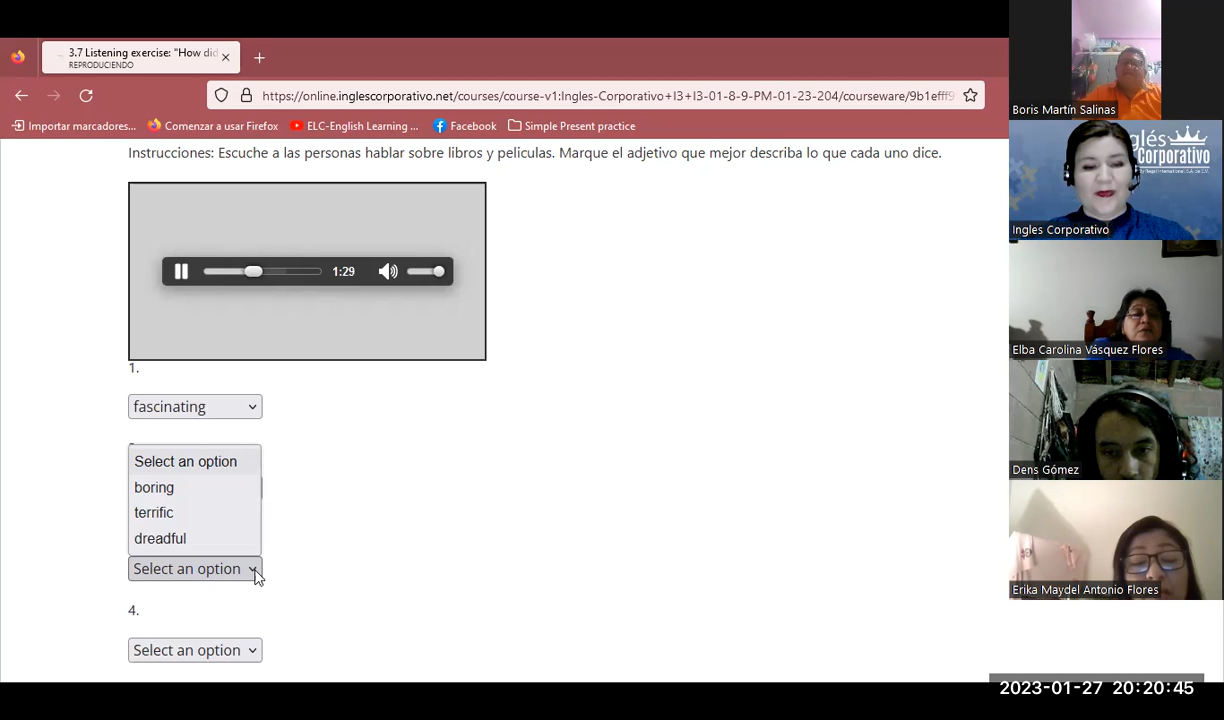 3.7 Listening exercise: "How did
REPRODUCIENDO
https://online.inglescorporativo.net/courses/course-v1:Ingles-Corporativo+I3+I3-01-8-9-PM-01-23-204/courseware/9b1efff9
Importar marcadores...
Comenzar a usar Firefox
ELC-English Learning ...
Facebook
Simple Present practice
Instrucciones: Escuche a las personas hablar sobre libros y peliculas. Marque el adjetivo que mejor describa lo que cada uno dice.
1:29
1.
fascinating
Select an option
boring
terrific
dreadful
Select an option
4.
Select an option
Boris Martín Salinas
Ingles Corporativo
Elba Carolina Vásquez Flores
Dens Gómez
Erika Maydel Antonio Flores
2023-01-27 20:20:45